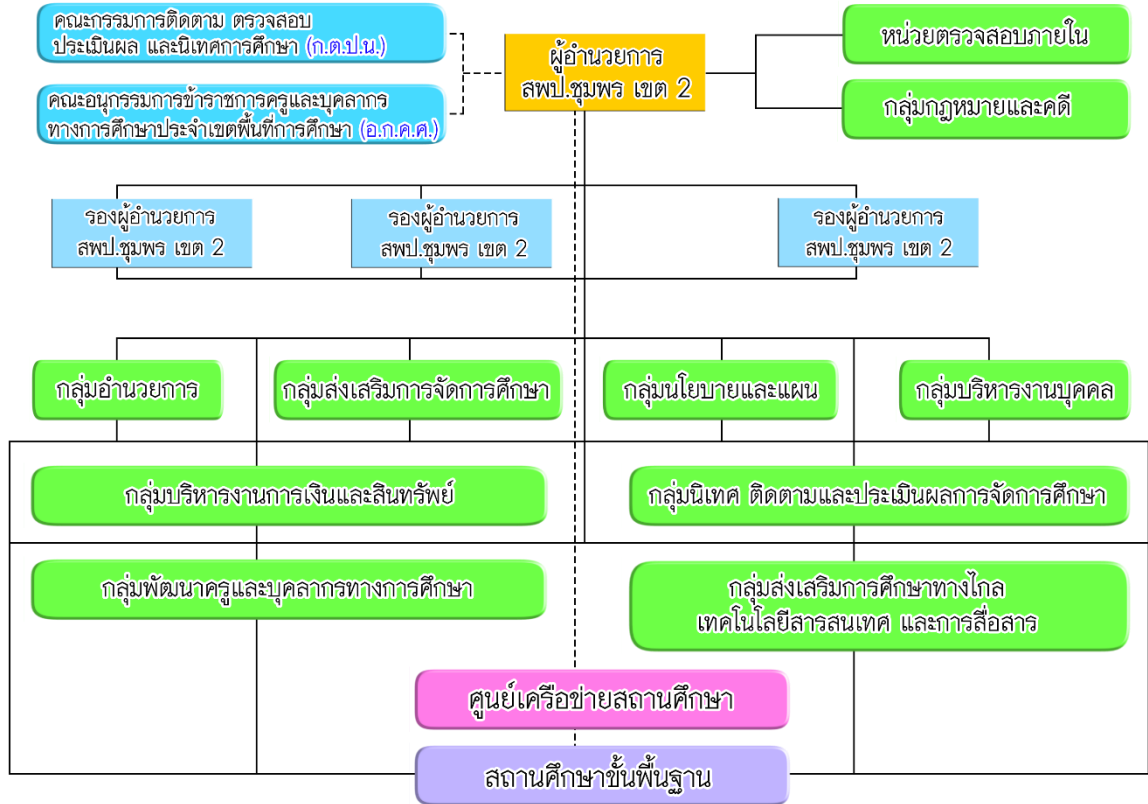 คณะกรรมการติดตาม ตรวจสอบ
ประเมินผล และนิเทศการศึกษา (ก.ต.ป.น.)
คณะอนุกรรมการข้าราชการครูและบุคลากร
ทางการศึกษาประจำเขตพื้นที่การศึกษา (อ.ก.ค.ศ.)
ผู้อำนวยการ
สพป.ชุมพร เขต 2
หน่วยตรวจสอบภายใน
กลุ่มกฎหมายและคดี
รองผู้อำนวยการ
สพป.ชุมพร เขต 2
รองผู้อำนวยการ
สพป.ชุมพร เขต 2
รองผู้อำนวยการ
สพป.ชุมพร เขต 2
กลุ่มอำนวยการ
กลุ่มส่งเสริมการจัดการศึกษา
กลุ่มนโยบายและแผน
กลุ่มบริหารงานบุคคล
กลุ่มบริหารงานการเงินและสินทรัพย์
กลุ่มนิเทศ ติดตามและประเมินผลการจัดการศึกษา
กลุ่มพัฒนาครูและบุคลากรทางการศึกษา
กลุ่มส่งเสริมการศึกษาทางไกล
เทคโนโลยีสารสนเทศ และการสื่อสาร
ศูนย์เครือข่ายสถานศึกษา
สถานศึกษาขั้นพื้นฐาน